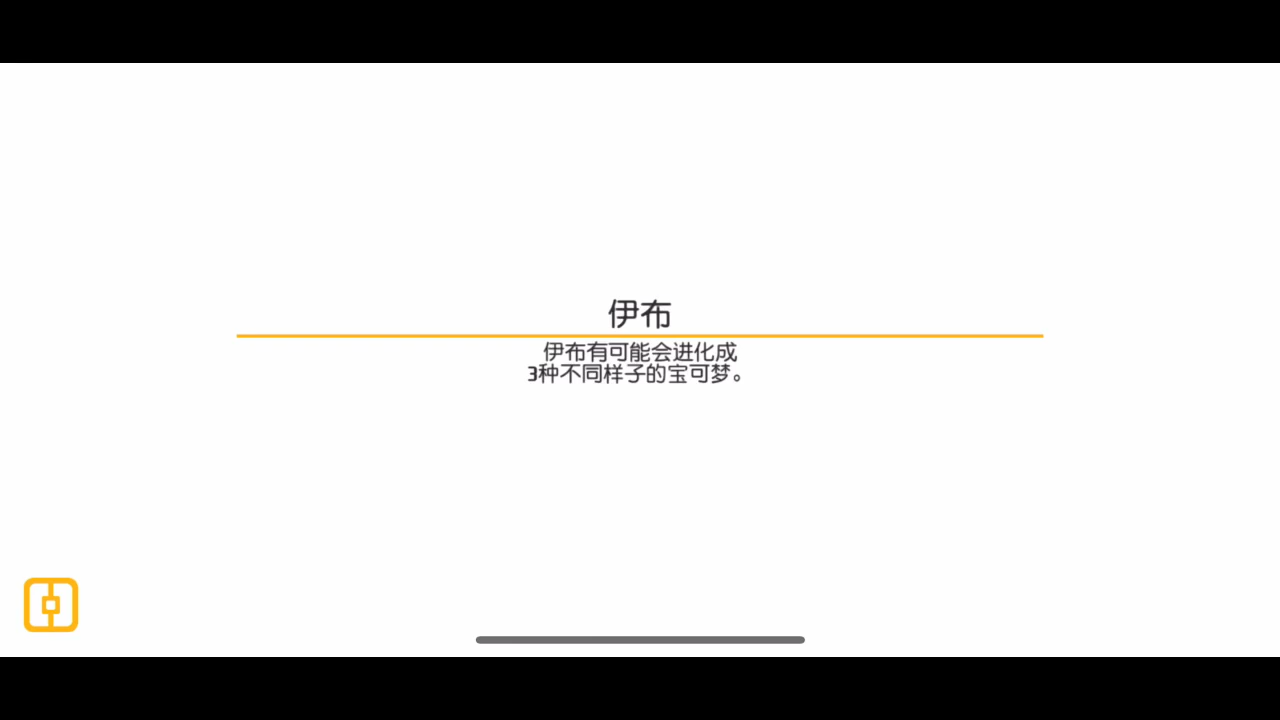 伊布
伊布有可能会进化成
3种不同样子的宝可梦。